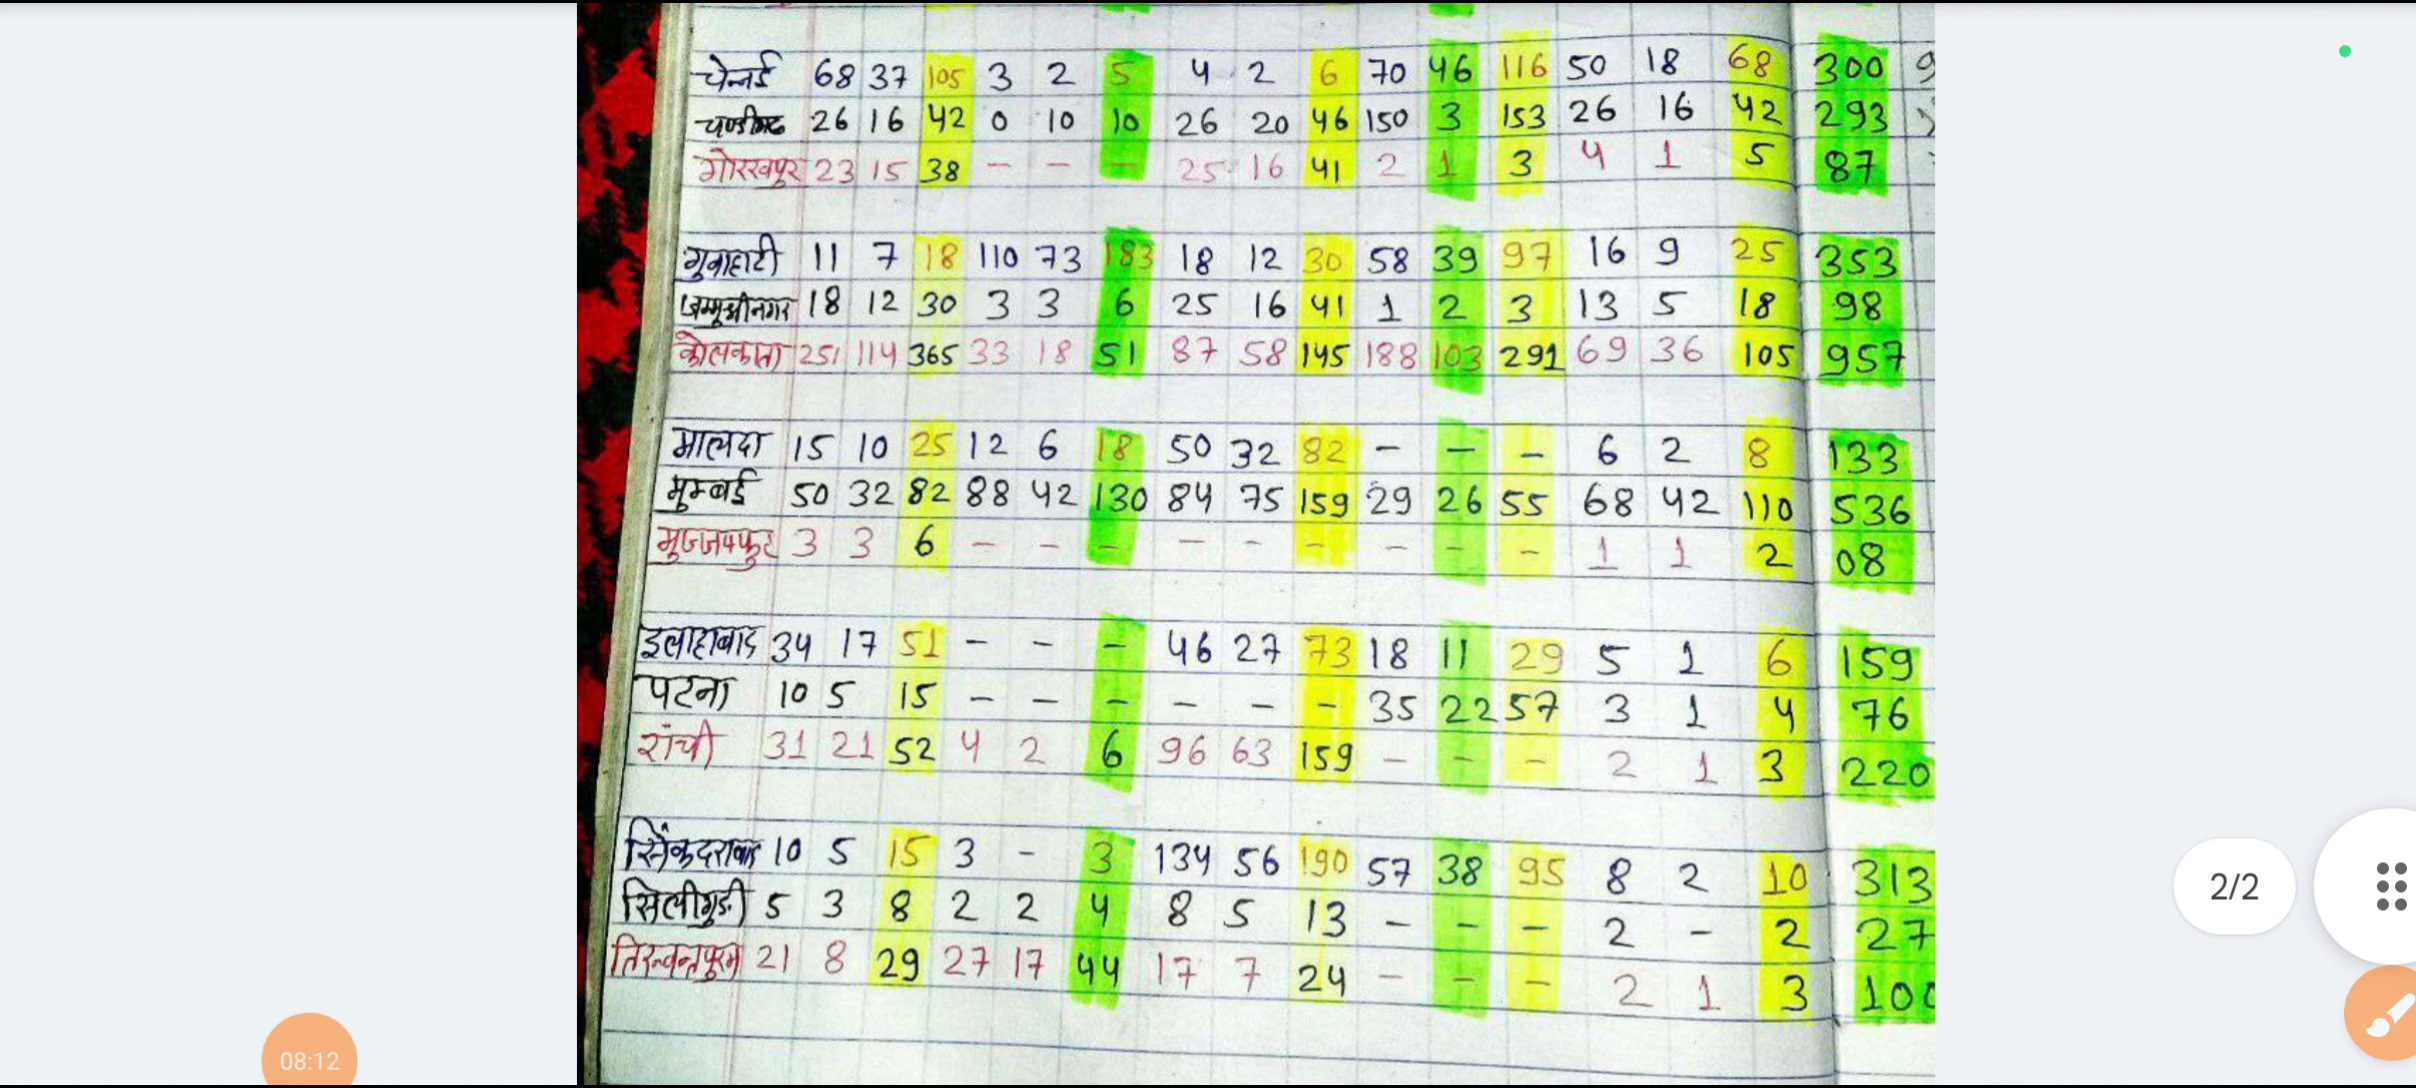 चेन्नई 68 37 105 3 2 5 4 2 6 70 46 116 50 18 68 300
चण्डीगढ 26 16 42 0 10 10 26 20 46 150 3 153 26 16 42 293
गोरखपुर 23 15 38 - - - 25 16 41 2 1 3 4 1 5 87
गुवाहाटी 11 7 18 110 73 183 18 12 30 58 39 97 16 9 25 353
जम्मूश्रीनगर 18 12 30 3 3 6 25 16 41 1 2 3 13 5 18 98
कोलकाता 251 114 365 33 18 51 87 58 145 188 103 291 69 36 105 957
मालदा 15 10 25 12 6 18 50 32 82 - - - 6 2 8 133
मुम्बई 50 32 82 88 42 130 84 75 159 29 26 55 68 42 110 536
मुज्जफ्फुर 3 3 6 - - - - - - - - - 1 1 2 08
इलाहाबाद 34 17 51 - - - 46 27 73 18 11 29 5 1 6 159
पटना 10 5 15 - - - - - - 35 22 57 3 1 4 76
रांची 31 21 52 4 2 6 96 63 159 - - - 2 1 3 220
सिंकदराबाद 10 5 15 3 - 3 134 56 190 57 38 95 8 2 10 313
सिलीगुडी 5 3 8 2 2 4 8 5 13 - - - 2 - 2 27
तिरुवन्तपुरम 21 8 29 27 17 44 17 7 24 - - - 2 1 3 100
2/2
08:12